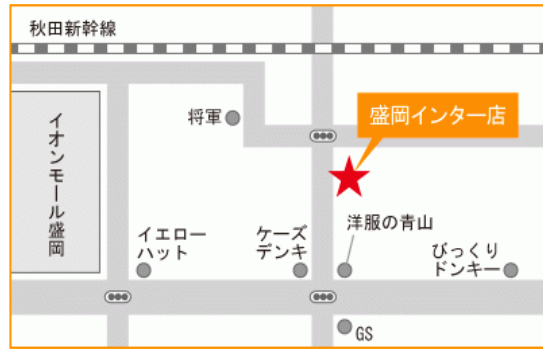 秋田新幹線
盛岡インター店
将軍
イオンモール盛岡
イエロー
ハット
ケーズ
デンキ
洋服の青山
びっくり
ドンキー
GS